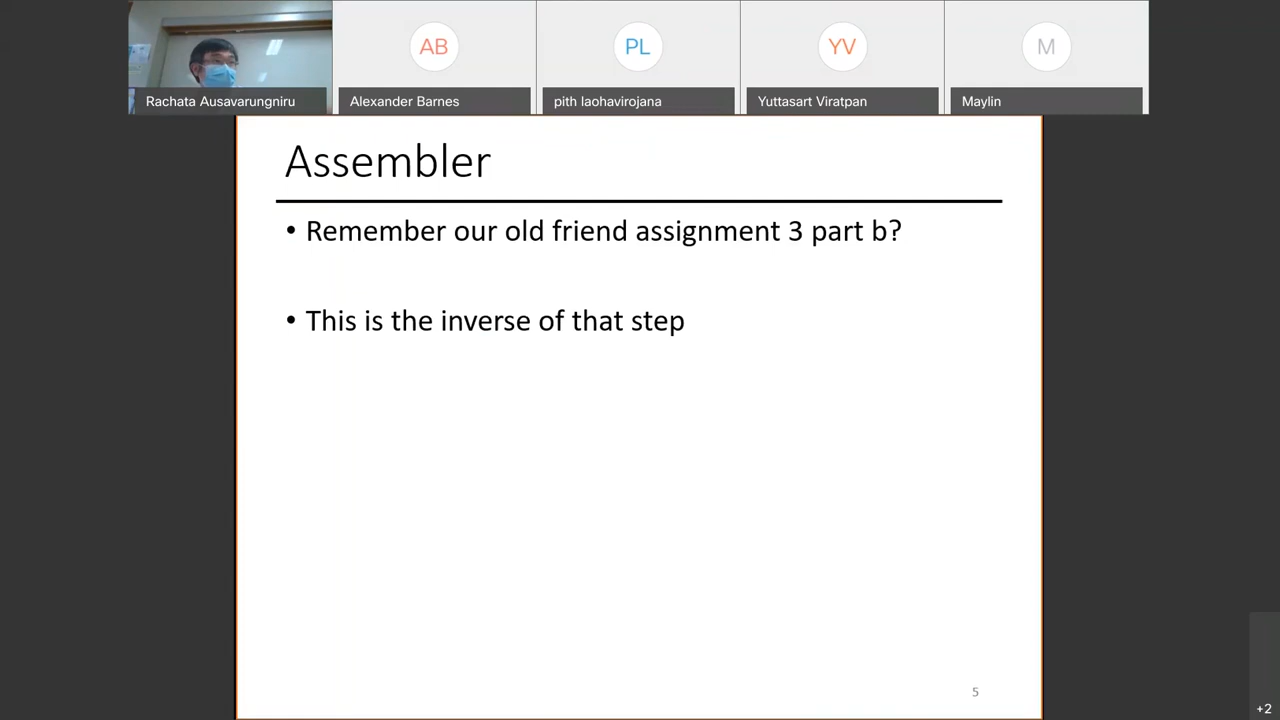 AB
PL
YV
M
Rachata Ausavarungniru
Alexander Barnes
pith laohavirojana
Yuttasart Viratpan
Maylin
Assembler
• Remember our old friend assignment 3 part b?
• This is the inverse of that step
5
+2